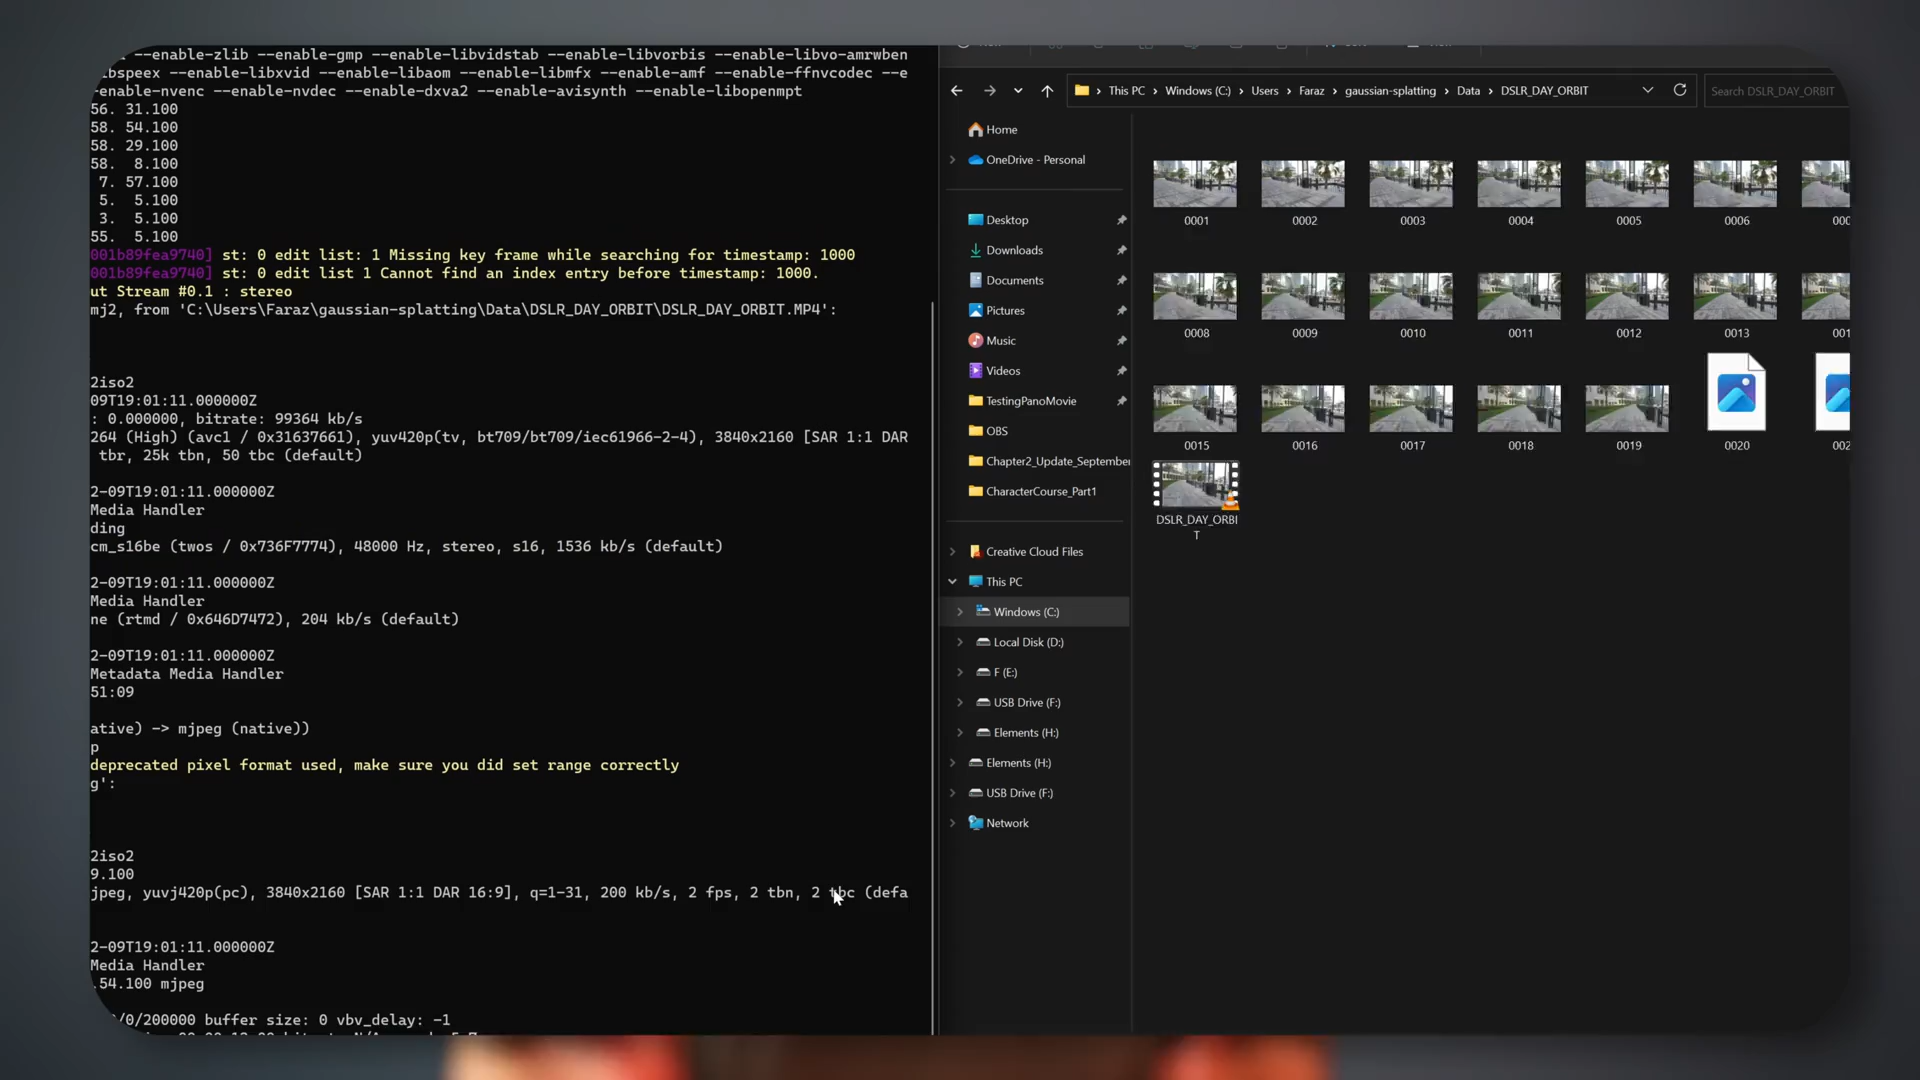 --enable-zlib --enable-gmp --enable-libvidstab --enable-libvorbis --enable-libvo-amrwben
bspeex --enable-libxvid --enable-libaom --enable-libmfx --enable-amf --enable-ffnvcodec --e
enable-nvenc --enable-nvdec --enable-dxva2 --enable-avisynth --enable-libopenmpt
56. 31.100
58. 54.100
58. 29.100
58.  8.100
7. 57.100
5.  5.100
3.  5.100
55.  5.100
001b89fea9740] st: 0 edit list: 1 Missing key frame while searching for timestamp: 1000
001b89fea9740] st: 0 edit list 1 Cannot find an index entry before timestamp: 1000.
ut Stream #0.1 : stereo
mj2, from 'C:\Users\Faraz\gaussian-splatting\Data\DSLR_DAY_ORBIT\DSLR_DAY_ORBIT.MP4':
2iso2
09T19:01:11.000000Z
: 0.000000, bitrate: 99364 kb/s
264 (High) (avc1 / 0x31637661), yuv420p(tv, bt709/bt709/iec61966-2-4), 3840x2160 [SAR 1:1 DAR
tbr, 25k tbn, 50 tbc (default)
2-09T19:01:11.000000Z
Media Handler
ding
cm_s16be (twos / 0x736F7774), 48000 Hz, stereo, s16, 1536 kb/s (default)
2-09T19:01:11.000000Z
Media Handler
ne (rtmd / 0x646D7472), 204 kb/s (default)
2-09T19:01:11.000000Z
Metadata Media Handler
51:09
ative) -> mjpeg (native))
p
deprecated pixel format used, make sure you did set range correctly
g':
2iso2
9.100
jpeg, yuvj420p(pc), 3840x2160 [SAR 1:1 DAR 16:9], q=1-31, 200 kb/s, 2 fps, 2 tbn, 2 tbc (defa
2-09T19:01:11.000000Z
Media Handler
.54.100 mjpeg
/0/200000 buffer size: 0 vbv_delay: -1
This PC > Windows (C:) > Users > Faraz > gaussian-splatting > Data > DSLR_DAY_ORBIT
Search DSLR_DAY_ORBIT
Home
OneDrive - Personal
Desktop
Downloads
Documents
Pictures
Music
Videos
TestingPanoMovie
OBS
Chapter2_Update_September
CharacterCourse_Part1
Creative Cloud Files
This PC
Windows (C:)
Local Disk (D:)
F (E:)
USB Drive (F:)
Elements (H:)
Elements (H:)
USB Drive (F:)
Network
0001 0002 0003 0004 0005 0006 000
0008 0009 0010 0011 0012 0013 001
0015 0016 0017 0018 0019 0020 002
DSLR_DAY_ORBI
T